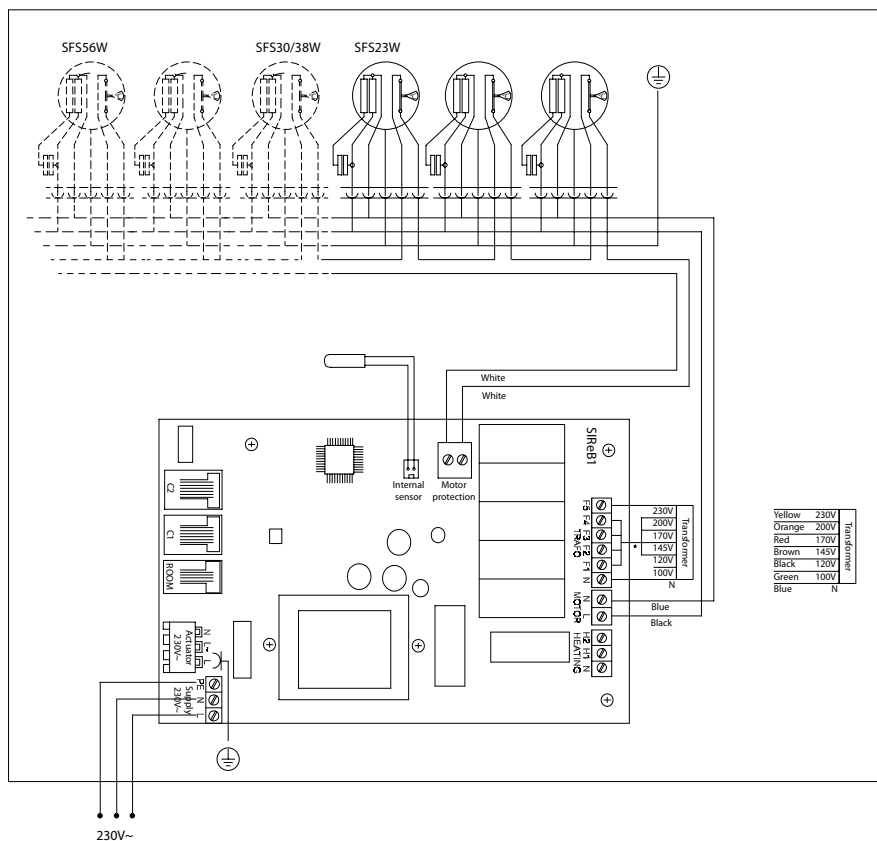 SFS56W
SFS30/38W
SFS23W
White
White
SIReB1
Internal
sensor
Motor
protection
C2
C1
ROOM
F5
F4
F3
F2
F1
N
TRAFO
230V
200V
170V
145V
120V
100V
N
Transformer
*
N
L
MOTOR
Blue
Black
H2
H1
N
HEATING
Yellow 230V
Orange 200V
Red 170V
Brown 145V
Black 120V
Green 100V
Blue N
Transformer
Actuator
230V~
N
L'
L
PE
N
L
Supply
230V~
230V~